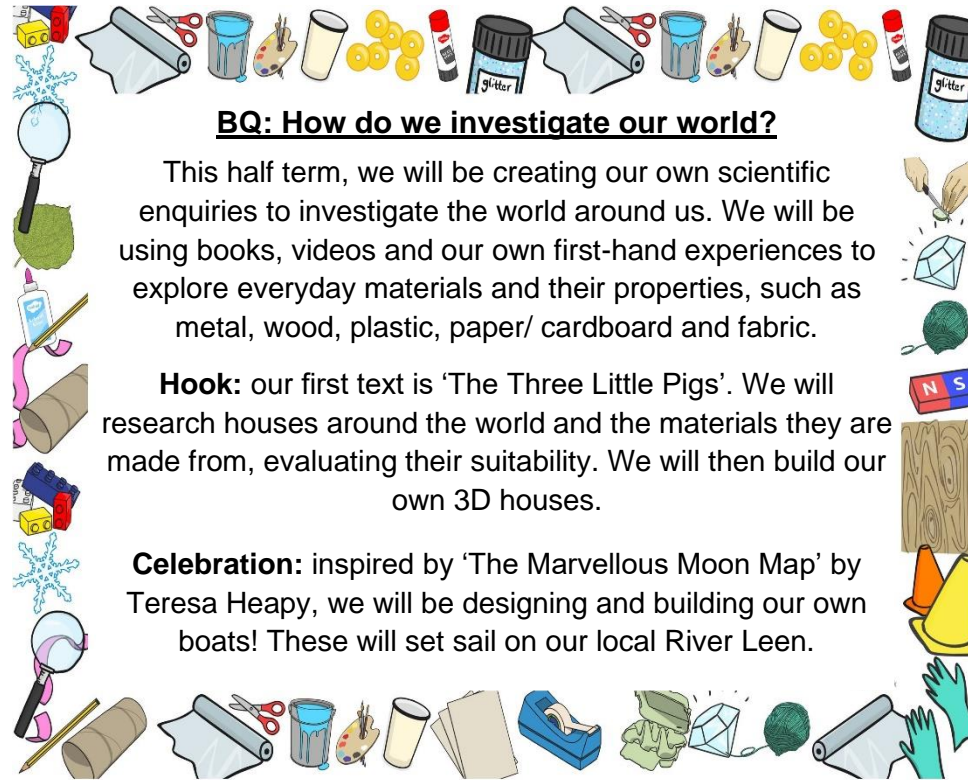 glitter
glitter
BQ: How do we investigate our world?
This half term, we will be creating our own scientific
enquiries to investigate the world around us. We will be
using books, videos and our own first-hand experiences to
explore everyday materials and their properties, such as
metal, wood, plastic, paper/ cardboard and fabric.
Hook: our first text is ‘The Three Little Pigs’. We will
research houses around the world and the materials they are
made from, evaluating their suitability. We will then build our
own 3D houses.
Celebration: inspired by ‘The Marvellous Moon Map’ by
Teresa Heapy, we will be designing and building our own
boats! These will set sail on our local River Leen.
N S